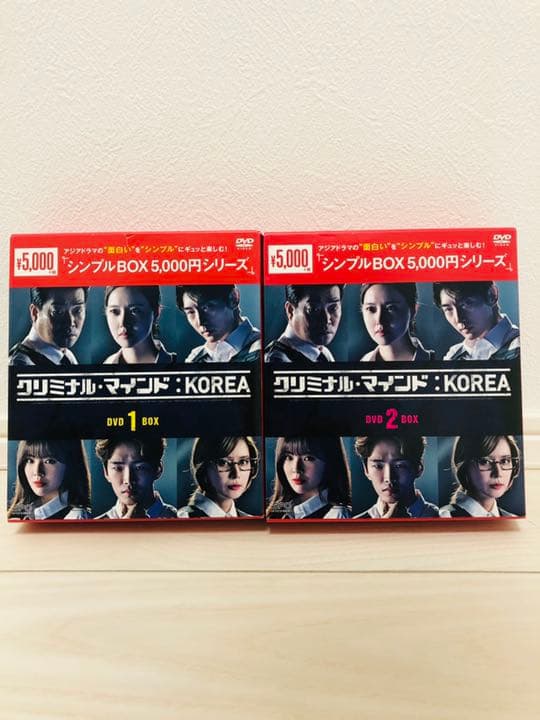 ¥5,000
アジアドラマの"面白い"を"シンプル"にギュッと楽しむ!
シンプルBOX 5,000円シリーズ
DVD
VIDEO
クリミナル・マインド:KOREA
DVD 1 BOX
¥5,000
アジアドラマの"面白い"を"シンプル"にギュッと楽しむ!
シンプルBOX 5,000円シリーズ
DVD
VIDEO
クリミナル・マインド:KOREA
DVD 2 BOX